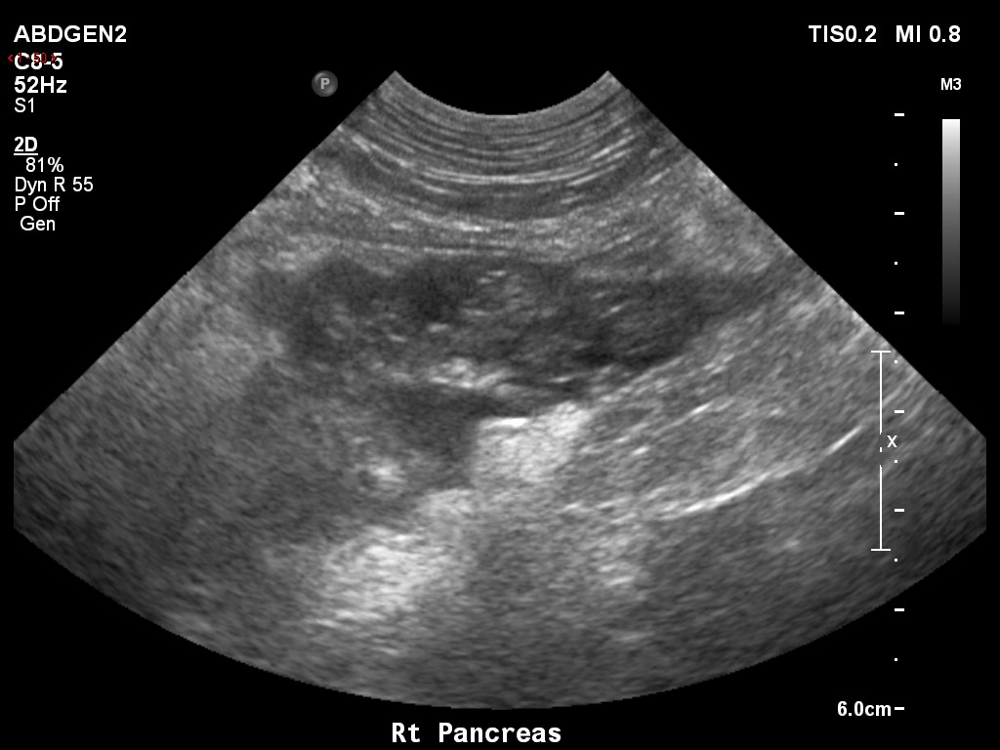 ABDGEN2
TIS0.2 MI 0.8
C8-5
52Hz
S1
2D
81%
Dyn R 55
P Off
Gen
P
M3
X
6.0cm
Rt Pancreas